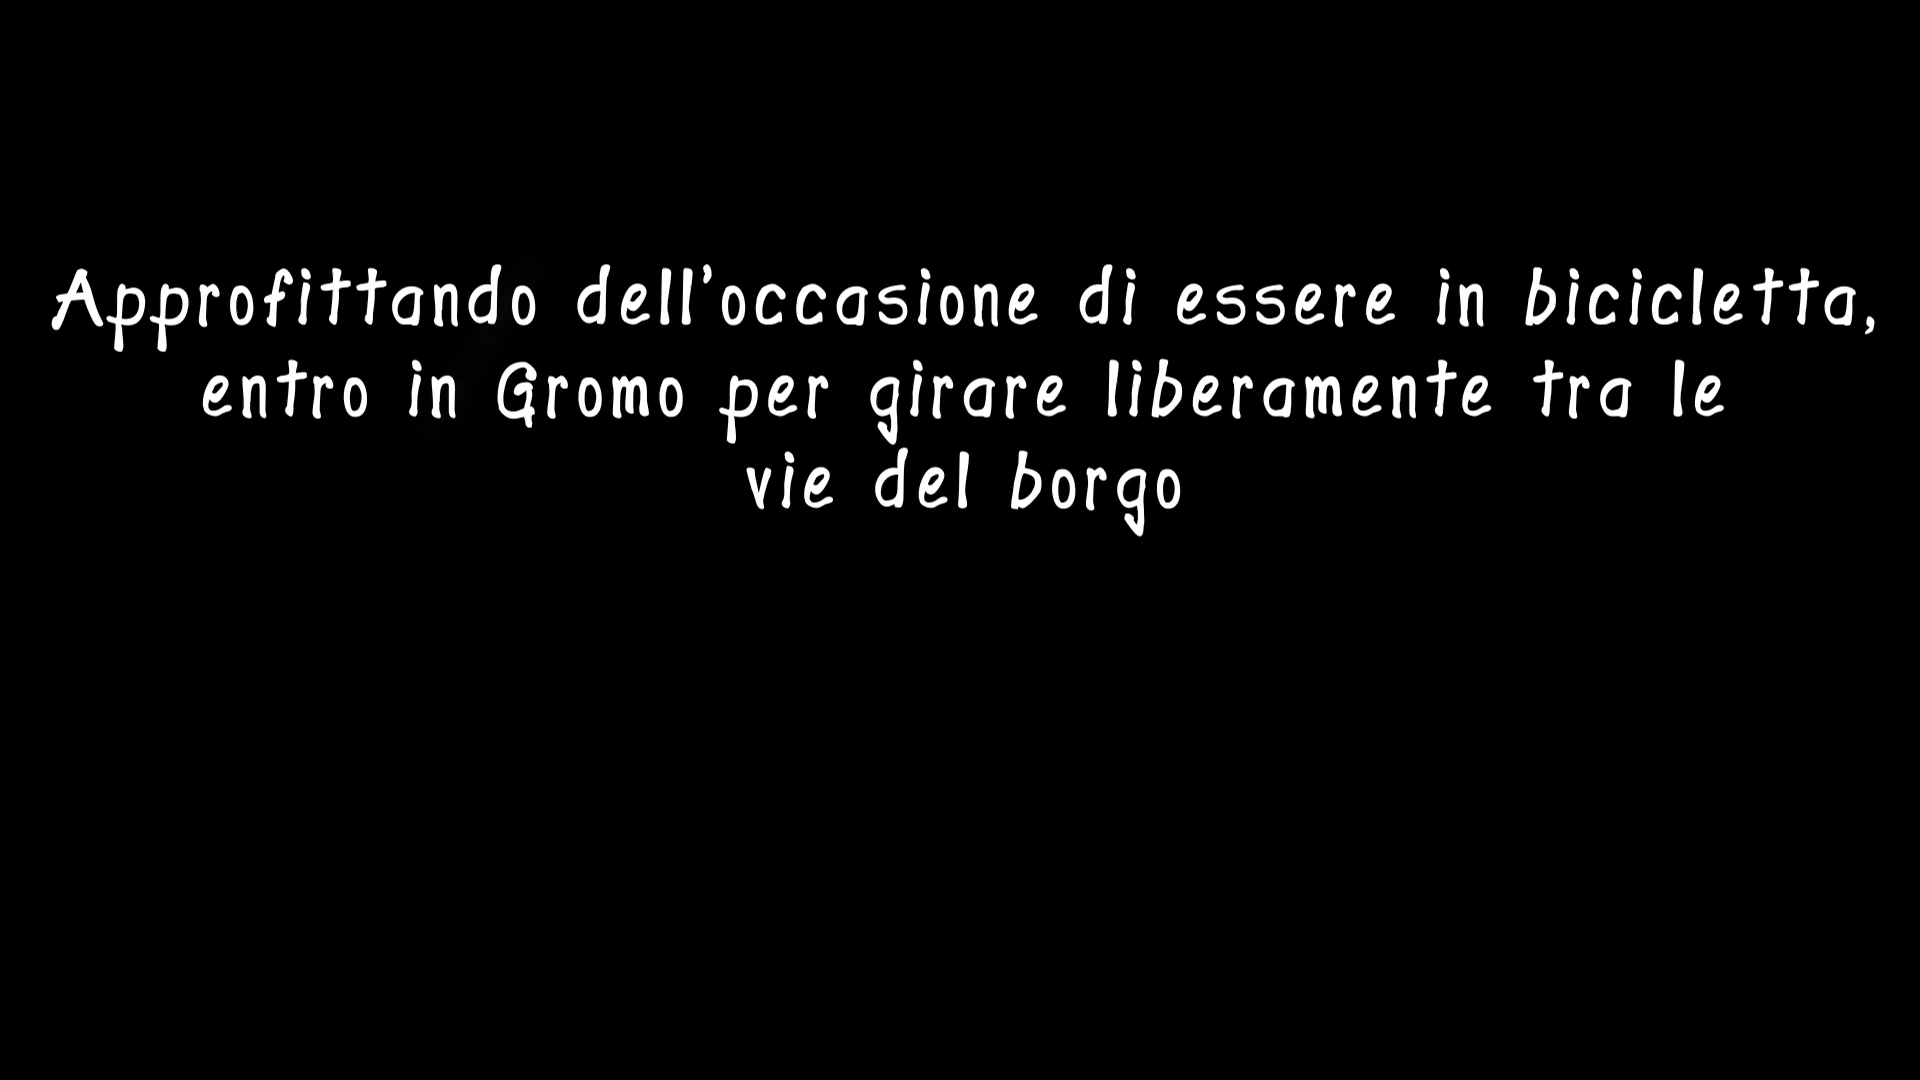 Approfittando dell'occasione di essere in bicicletta,
entro in Gromo per girare liberamente tra le
vie del borgo